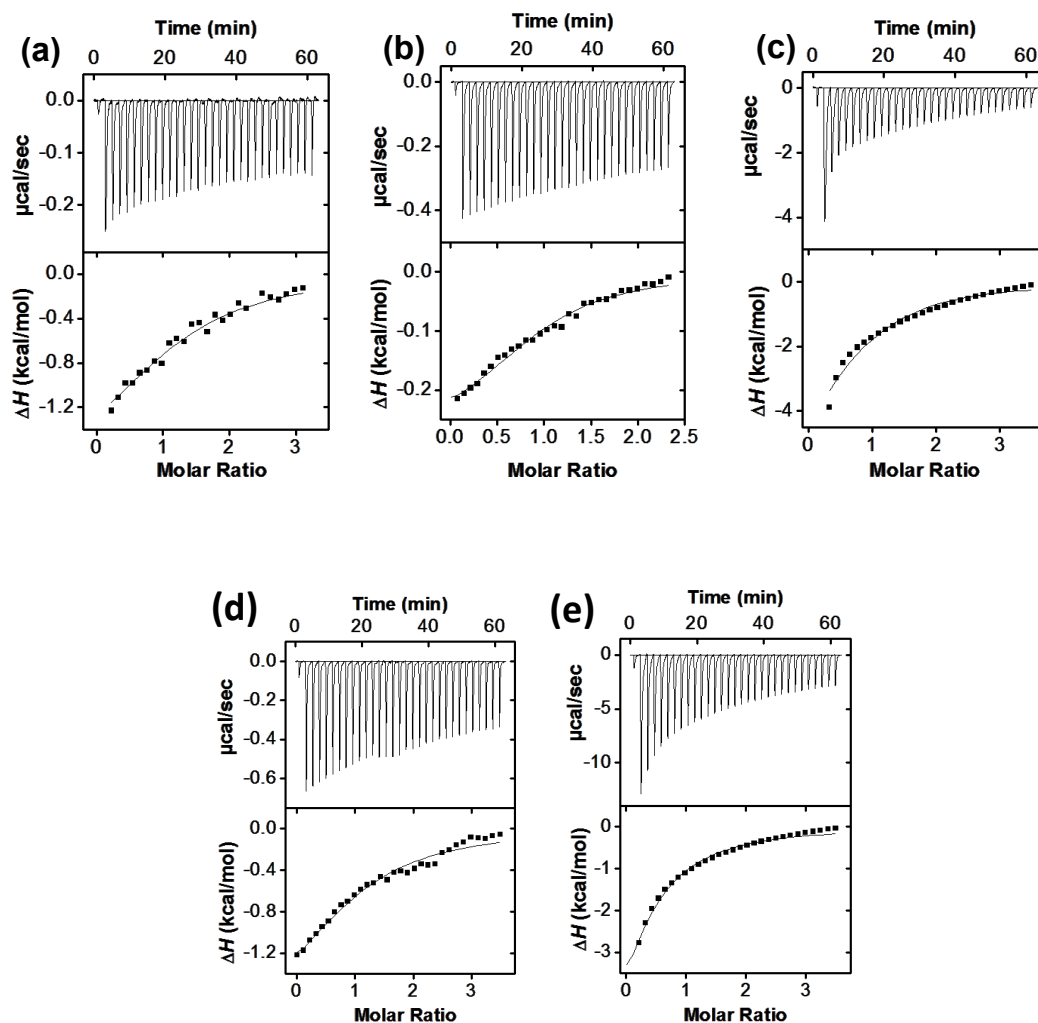 (a)
Time (min)
0 20 40 60
0.0
-0.1
-0.2
µcal/sec
0.0
-0.4
-0.8
-1.2
ΔH (kcal/mol)
0 1 2 3
Molar Ratio
(b)
Time (min)
0 20 40 60
0.0
-0.2
-0.4
µcal/sec
0.0
-0.1
-0.2
ΔH (kcal/mol)
0.0 0.5 1.0 1.5 2.0 2.5
Molar Ratio
(c)
Time (min)
0 20 40 60
0
-2
-4
µcal/sec
0
-2
-4
ΔH (kcal/mol)
0 1 2 3
Molar Ratio
(d)
Time (min)
0 20 40 60
0.0
-0.2
-0.4
-0.6
µcal/sec
0.0
-0.4
-0.8
-1.2
ΔH (kcal/mol)
0 1 2 3
Molar Ratio
(e)
Time (min)
0 20 40 60
0
-5
-10
µcal/sec
0
-1
-2
-3
ΔH (kcal/mol)
0 1 2 3
Molar Ratio